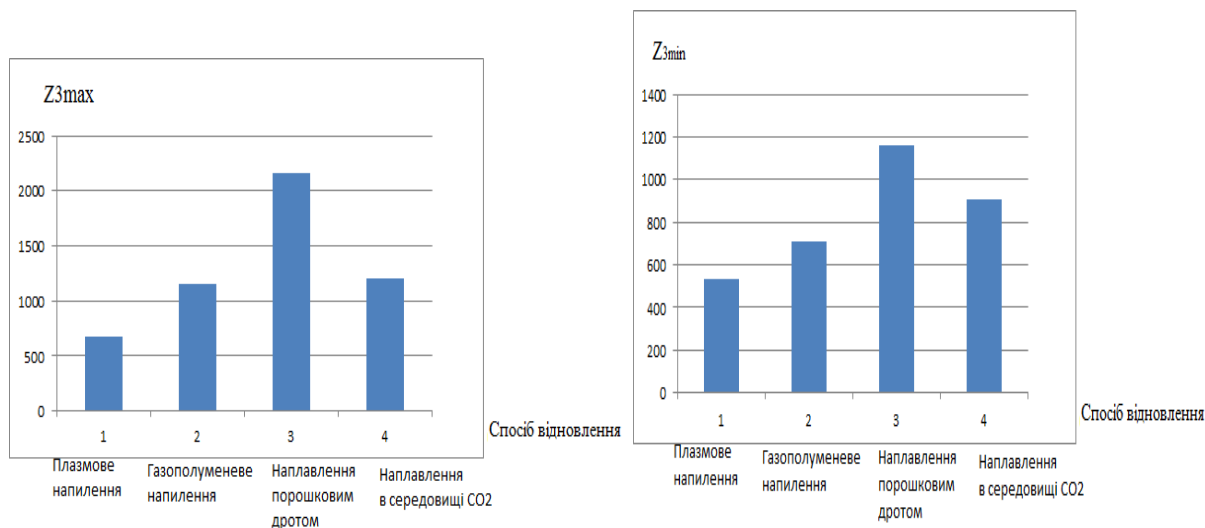 Z3max
2500
2000
1500
1000
500
0
1
2
3
4
Спосіб відновлення
Плазмове
напилення
Газополуменеве
напилення
Наплавлення
порошковим
дротом
Наплавлення
в середовищі СО2
Z3min
1400
1200
1000
800
600
400
200
0
1
2
3
4
Спосіб відновлення
Плазмове
напилення
Газополуменеве
напилення
Наплавлення
порошковим
дротом
Наплавлення
в середовищі СО2